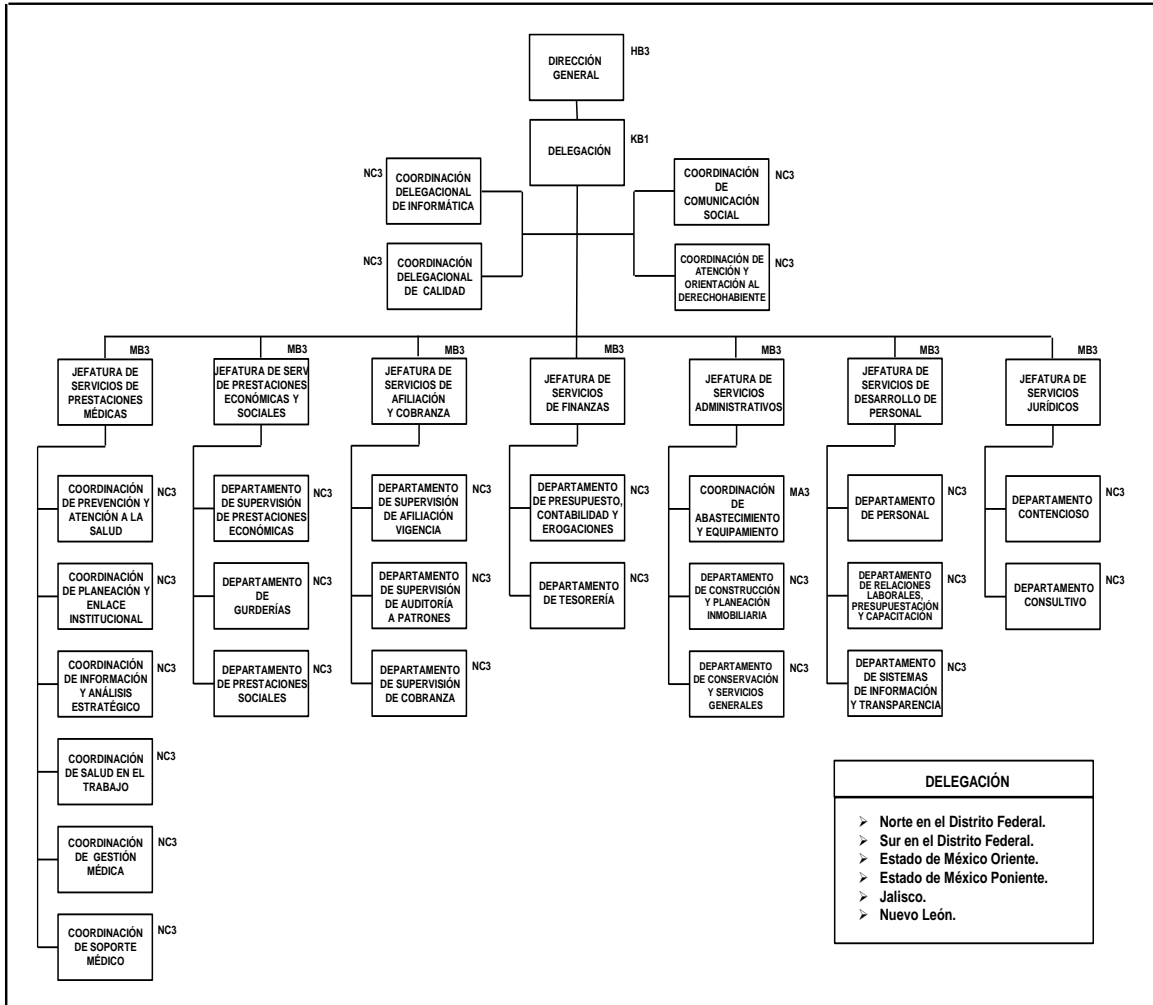 HB3
DIRECCIÓN
GENERAL
KB1
DELEGACIÓN
NC3
COORDINACIÓN
DELEGACIONAL
DE INFORMÁTICA
COORDINACIÓN
DE
COMUNICACIÓN
SOCIAL
NC3
NC3
COORDINACIÓN
DELEGACIONAL
DE CALIDAD
COORDINACIÓN DE
ATENCIÓN Y
ORIENTACIÓN AL
DERECHOHABIENTE
NC3
MB3
JEFATURA DE
SERVICIOS DE
PRESTACIONES
MÉDICAS
MB3
JEFATURA DE SERV
DE PRESTACIONES
ECONÓMICAS Y
SOCIALES
MB3
JEFATURA DE
SERVICIOS DE
AFILIACIÓN
Y COBRANZA
MB3
JEFATURA DE
SERVICIOS
DE FINANZAS
MB3
JEFATURA DE
SERVICIOS
ADMINISTRATIVOS
MB3
JEFATURA DE
SERVICIOS DE
DESARROLLO DE
PERSONAL
MB3
JEFATURA DE
SERVICIOS
JURÍDICOS
COORDINACIÓN
DE PREVENCIÓN Y
ATENCIÓN A LA
SALUD
NC3
DEPARTAMENTO
DE SUPERVISIÓN
DE PRESTACIONES
ECONÓMICAS
NC3
DEPARTAMENTO
DE SUPERVISIÓN
DE AFILIACIÓN
VIGENCIA
NC3
DEPARTAMENTO
DE PRESUPUESTO,
CONTABILIDAD Y
EROGACIONES
NC3
COORDINACIÓN
DE
ABASTECIMIENTO
Y EQUIPAMIENTO
MA3
DEPARTAMENTO
DE PERSONAL
NC3
DEPARTAMENTO
CONTENCIOSO
NC3
COORDINACIÓN
DE PLANEACIÓN Y
ENLACE
INSTITUCIONAL
NC3
DEPARTAMENTO
DE
GURDERÍAS
NC3
DEPARTAMENTO
DE SUPERVISIÓN
DE AUDITORÍA
A PATRONES
NC3
DEPARTAMENTO
DE TESORERÍA
NC3
DEPARTAMENTO
DE CONSTRUCCIÓN
Y PLANEACIÓN
INMOBILIARIA
NC3
DEPARTAMENTO
DE RELACIONES
LABORALES,
PRESUPUESTACIÓN
Y CAPACITACIÓN
NC3
DEPARTAMENTO
CONSULTIVO
NC3
COORDINACIÓN
DE INFORMACIÓN
Y ANÁLISIS
ESTRATÉGICO
NC3
DEPARTAMENTO
DE PRESTACIONES
SOCIALES
NC3
DEPARTAMENTO
DE SUPERVISIÓN
DE COBRANZA
NC3
DEPARTAMENTO
DE CONSERVACIÓN
Y SERVICIOS
GENERALES
NC3
DEPARTAMENTO
DE SISTEMAS
DE INFORMACIÓN
Y TRANSPARENCIA
NC3
COORDINACIÓN
DE SALUD EN EL
TRABAJO
NC3
COORDINACIÓN
DE GESTIÓN
MÉDICA
NC3
COORDINACIÓN
DE SOPORTE
MÉDICO
NC3
DELEGACIÓN
➢ Norte en el Distrito Federal.
➢ Sur en el Distrito Federal.
➢ Estado de México Oriente.
➢ Estado de México Poniente.
➢ Jalisco.
➢ Nuevo León.